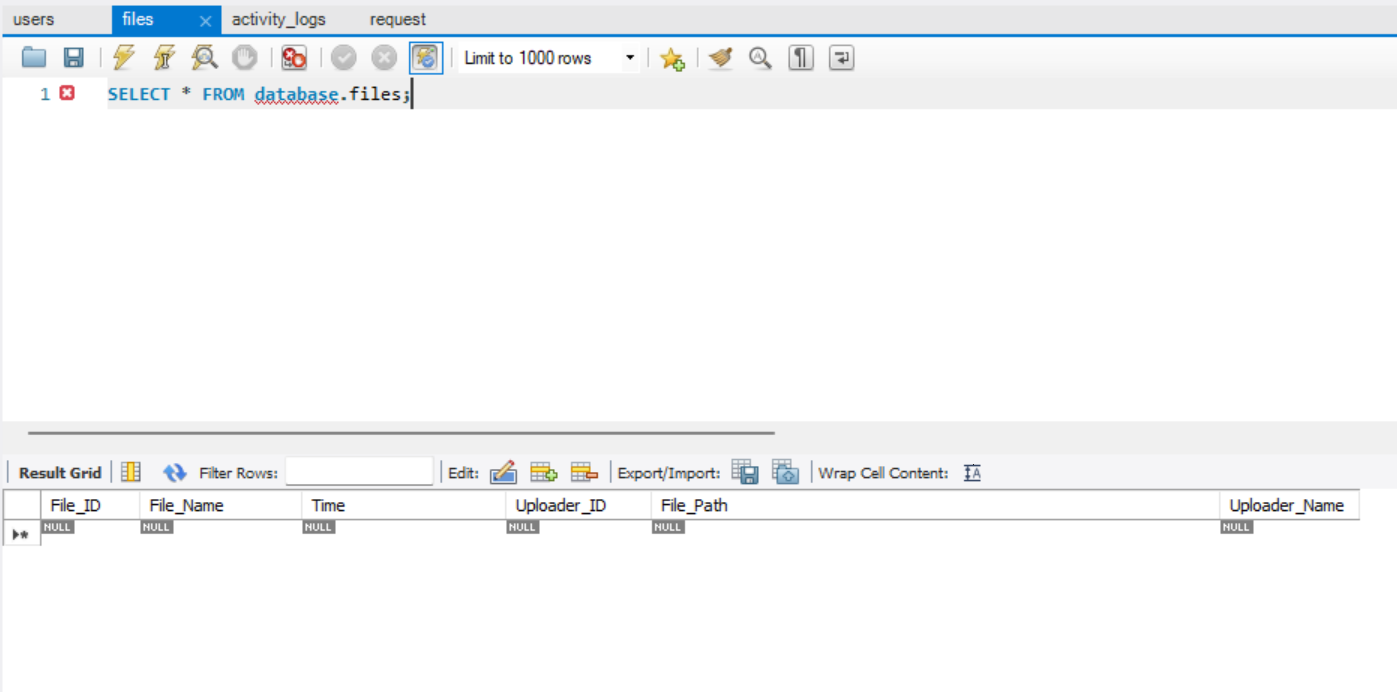 users files activity_logs request
Limit to 1000 rows
1 SELECT * FROM database.files;
Result Grid Filter Rows: Edit: Export/Import: Wrap Cell Content:
File_ID File_Name Time Uploader_ID File_Path Uploader_Name
NULL NULL NULL NULL NULL NULL